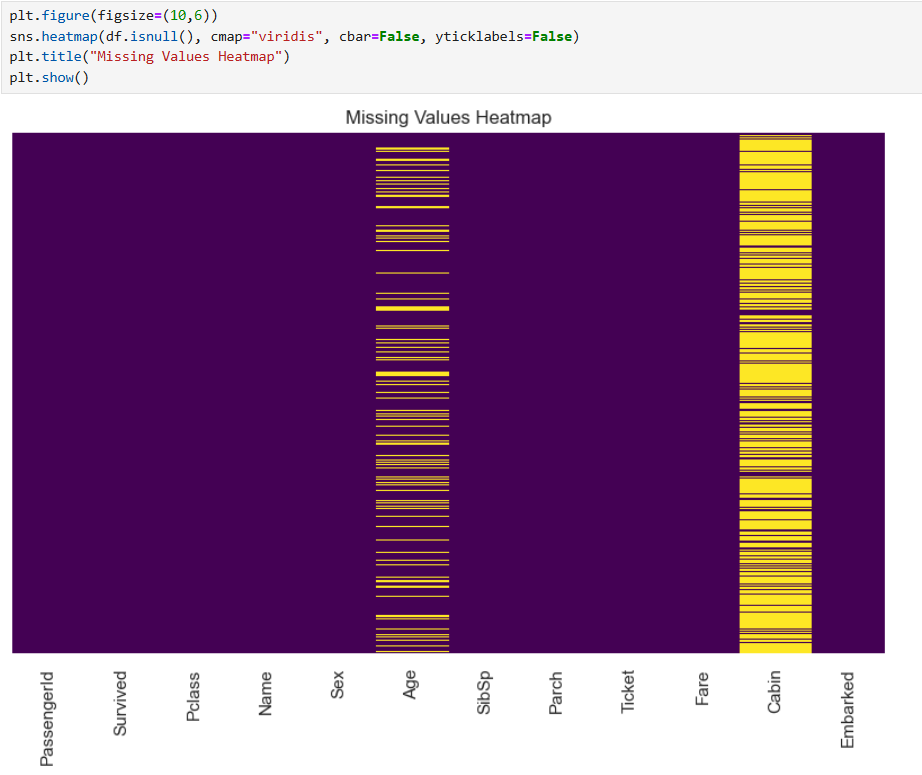 plt.figure(figsize=(10,6))
sns.heatmap(df.isnull(), cmap="viridis", cbar=False, yticklabels=False)
plt.title("Missing Values Heatmap")
plt.show()
Missing Values Heatmap
PassengerId
Survived
Pclass
Name
Sex
Age
SibSp
Parch
Ticket
Fare
Cabin
Embarked